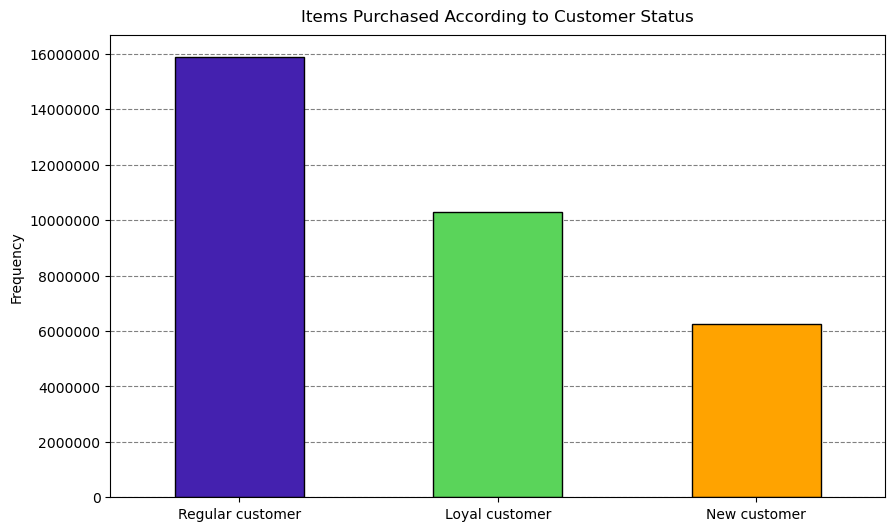 Items Purchased According to Customer Status
Frequency
16000000
14000000
12000000
10000000
8000000
6000000
4000000
2000000
0
Regular customer
Loyal customer
New customer